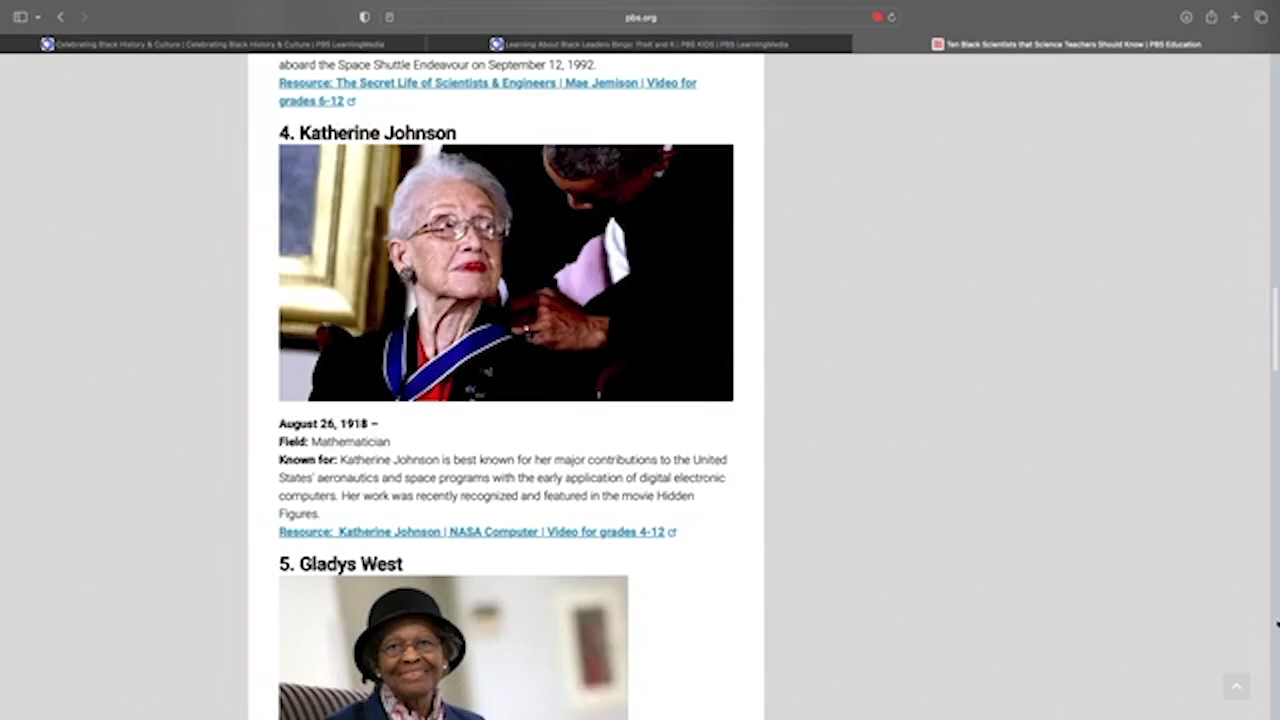 pbs.org
Celebrating Black History & Culture | Celebrating Black History & Culture | PBS LearningMedia
Learning About Black Leaders Bingo: PreK and K | PBS KIDS | PBS LearningMedia
Ten Black Scientists that Science Teachers Should Know | PBS Education
aboard the Space Shuttle Endeavour on September 12, 1992.
Resource: The Secret Life of Scientists & Engineers | Mae Jemison | Video for
grades 6-12
4. Katherine Johnson
August 26, 1918 –
Field: Mathematician
Known for: Katherine Johnson is best known for her major contributions to the United
States' aeronautics and space programs with the early application of digital electronic
computers. Her work was recently recognized and featured in the movie Hidden
Figures.
Resource: Katherine Johnson | NASA Computer | Video for grades 4-12
5. Gladys West